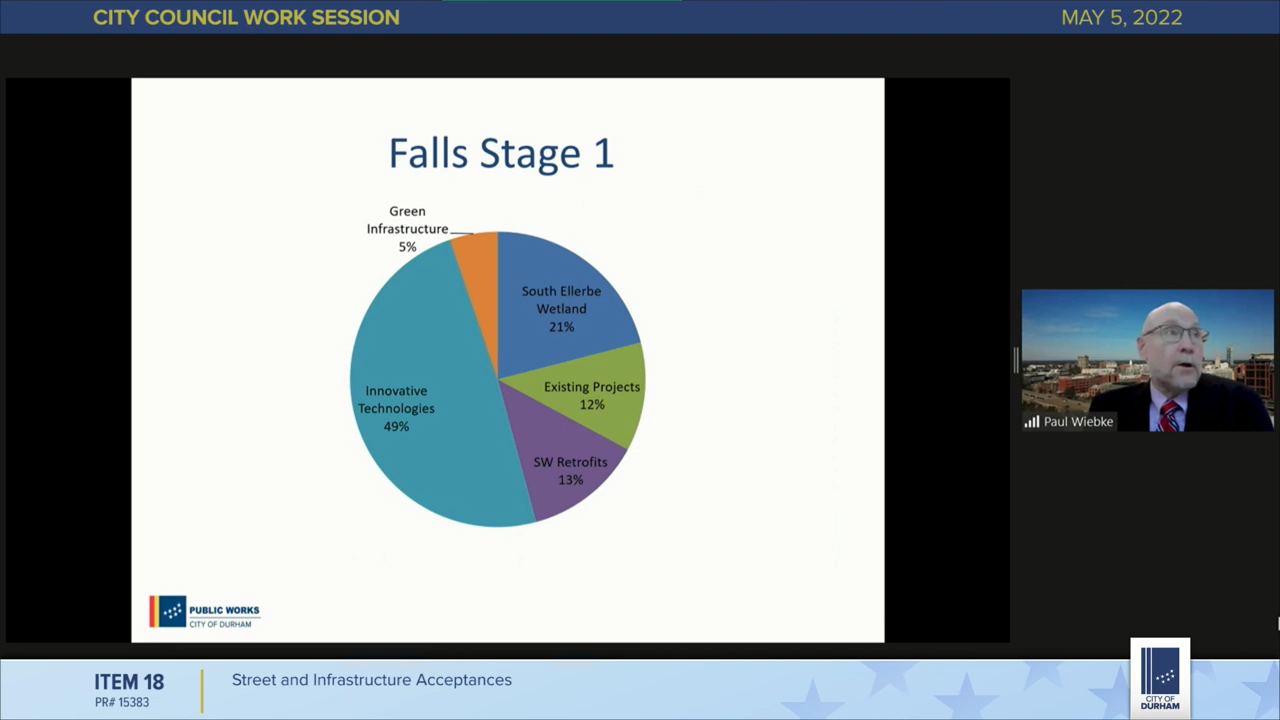 CITY COUNCIL WORK SESSION
MAY 5, 2022
Falls Stage 1
Green
Infrastructure
5%
South Ellerbe
Wetland
21%
Existing Projects
12%
SW Retrofits
13%
Innovative
Technologies
49%
PUBLIC WORKS
CITY OF DURHAM
Paul Wiebke
ITEM 18
PR# 15383
Street and Infrastructure Acceptances
CITY OF
DURHAM